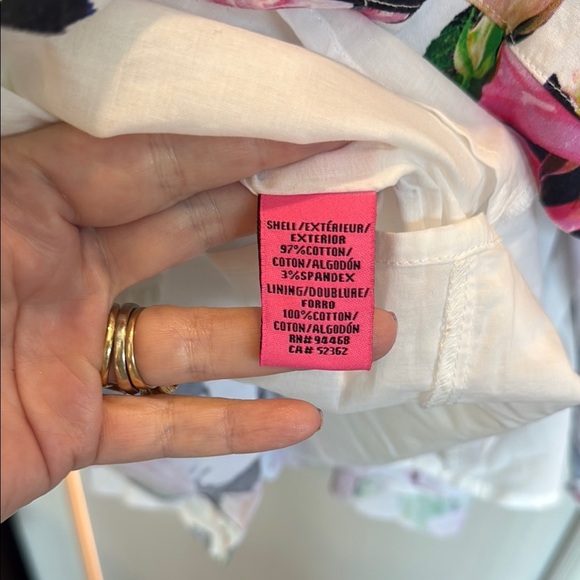 SHELL/EXTÉRIEUR/
EXTERIOR
97%COTTON/
COTON/ALGODÓN
3%SPANDEX
LINING/DOUBLURE/
FORRO
100%COTTON/
COTON/ALGODÓN
RN# 94468
CA# 52362